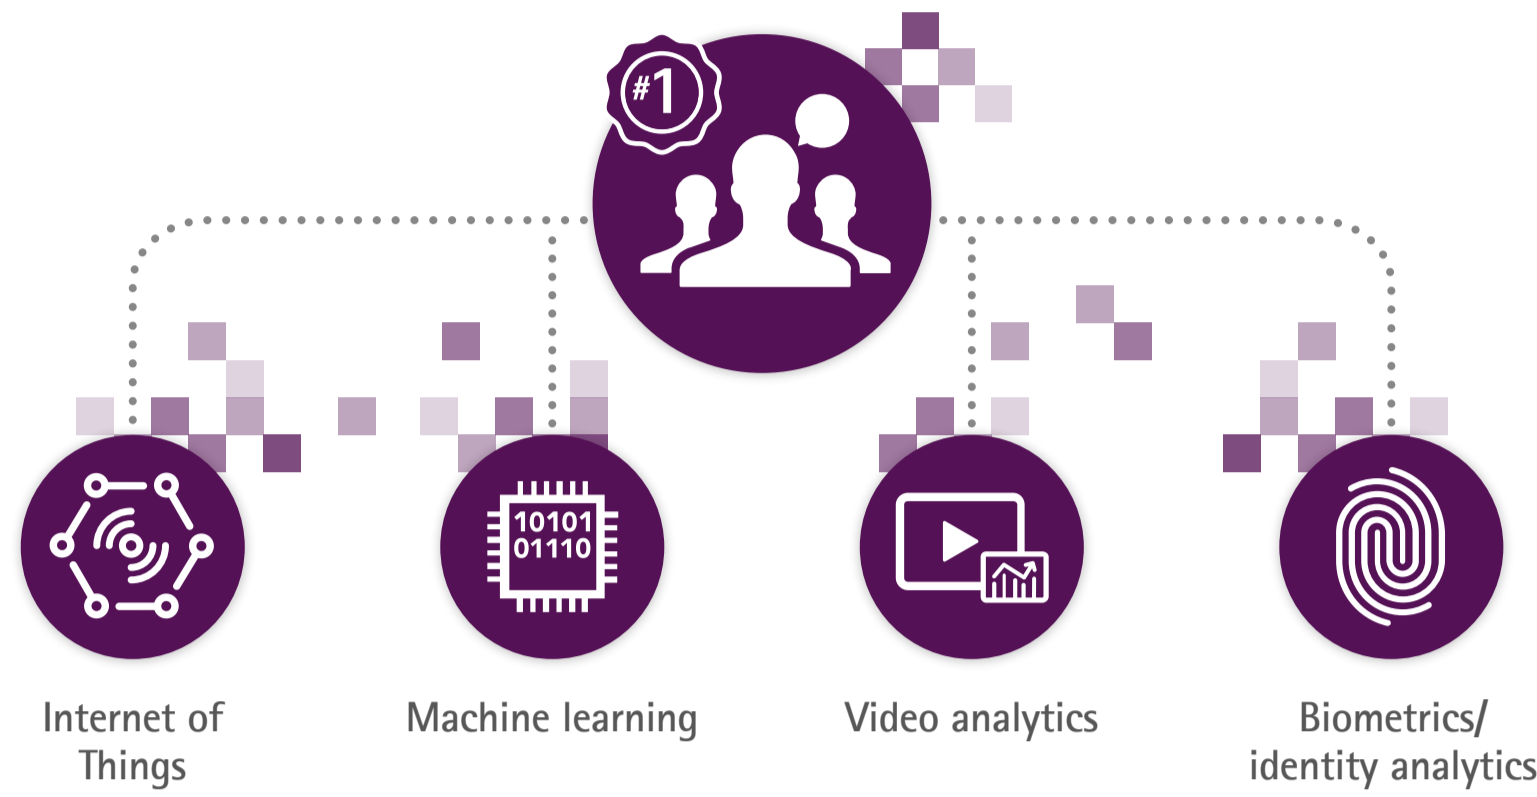 #1
10101
01110
Internet of
Things
Machine learning
Video analytics
Biometrics/
identity analytics